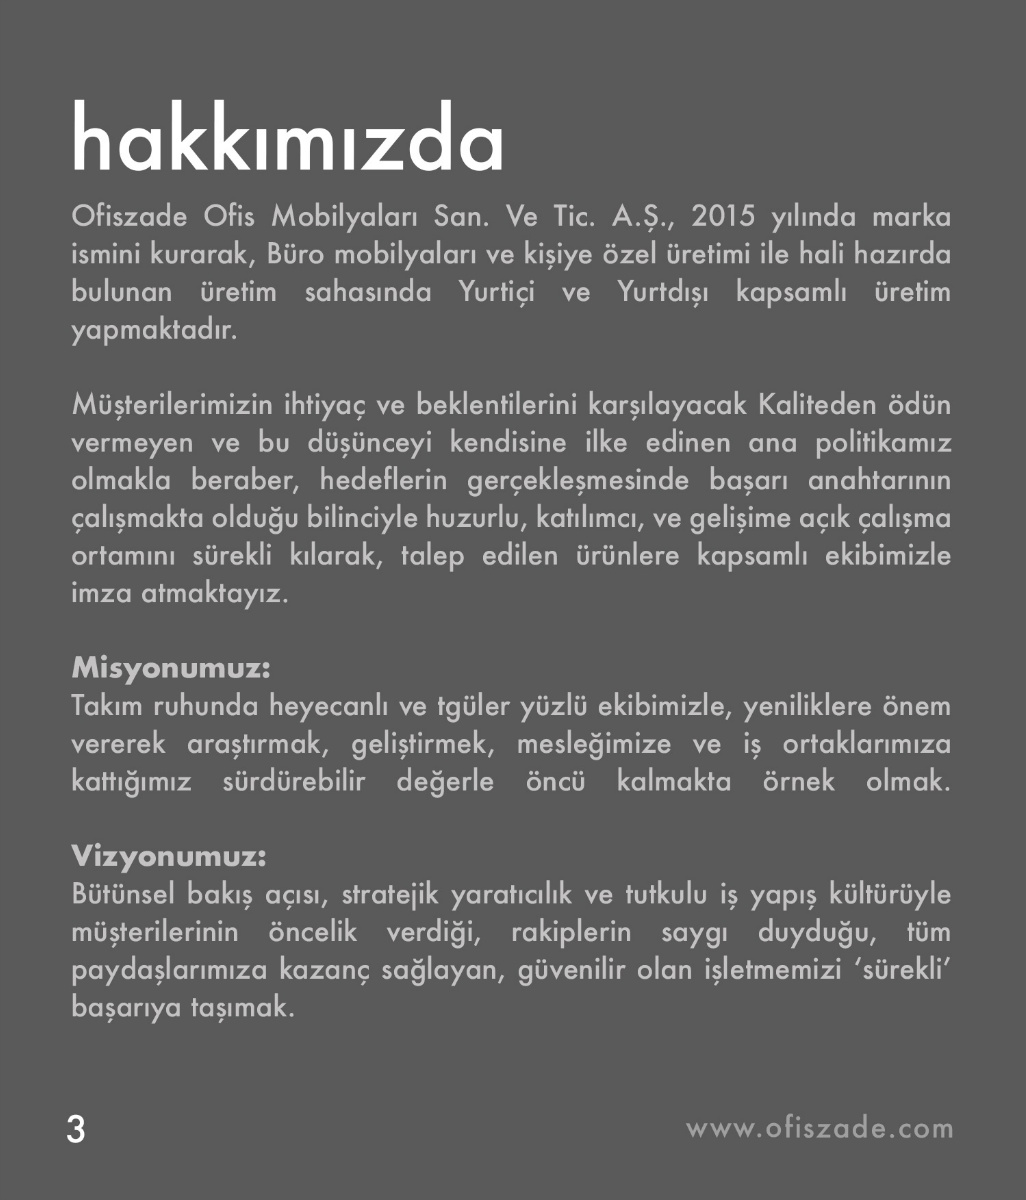 hakkımızda
Ofiszade Ofis Mobilyaları San. Ve Tic. A.Ş., 2015 yılında marka
ismini kurarak, Büro mobilyaları ve kişiye özel üretimi ile hali hazırda
bulunan üretim sahasında Yurtiçi ve Yurtdışı kapsamlı üretim
yapmaktadır.
Müşterilerimizin ihtiyaç ve beklentilerini karşılayacak Kaliteden ödün
vermeyen ve bu düşünceyi kendisine ilke edinen ana politikamız
olmakla beraber, hedeflerin gerçekleşmesinde başarı anahtarının
çalışmakta olduğu bilinciyle huzurlu, katılımcı, ve gelişime açık çalışma
ortamını sürekli kılarak, talep edilen ürünlere kapsamlı ekibimizle
imza atmaktayız.
Misyonumuz:
Takım ruhunda heyecanlı ve tgüler yüzlü ekibimizle, yeniliklere önem
vererek araştırmak, geliştirmek, mesleğimize ve iş ortaklarımıza
kattığımız sürdürebilir değerle öncü kalmakta örnek olmak.
Vizyonumuz:
Bütünsel bakış açısı, stratejik yaratıcılık ve tutkulu iş yapış kültürüyle
müşterilerinin öncelik verdiği, rakiplerin saygı duyduğu, tüm
paydaşlarımıza kazanç sağlayan, güvenilir olan işletmemizi ‘sürekli’
başarıya taşımak.
3
www.ofiszade.com